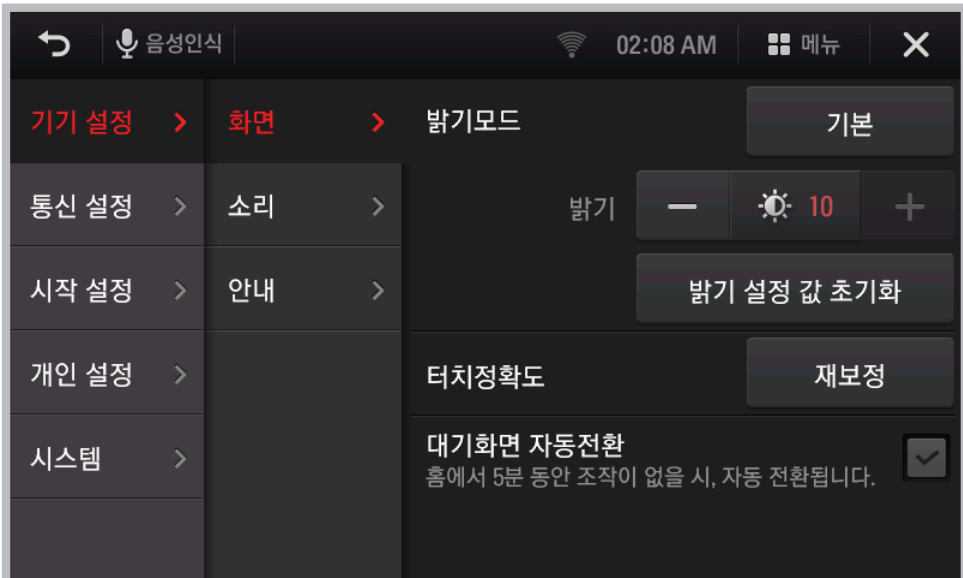 음성인식
02:08 AM
메뉴
기기 설정
통신 설정
시작 설정
개인 설정
시스템
화면
소리
안내
밝기모드
기본
밝기
10
밝기 설정 값 초기화
터치정확도
재보정
대기화면 자동전환
홈에서 5분 동안 조작이 없을 시, 자동 전환됩니다.